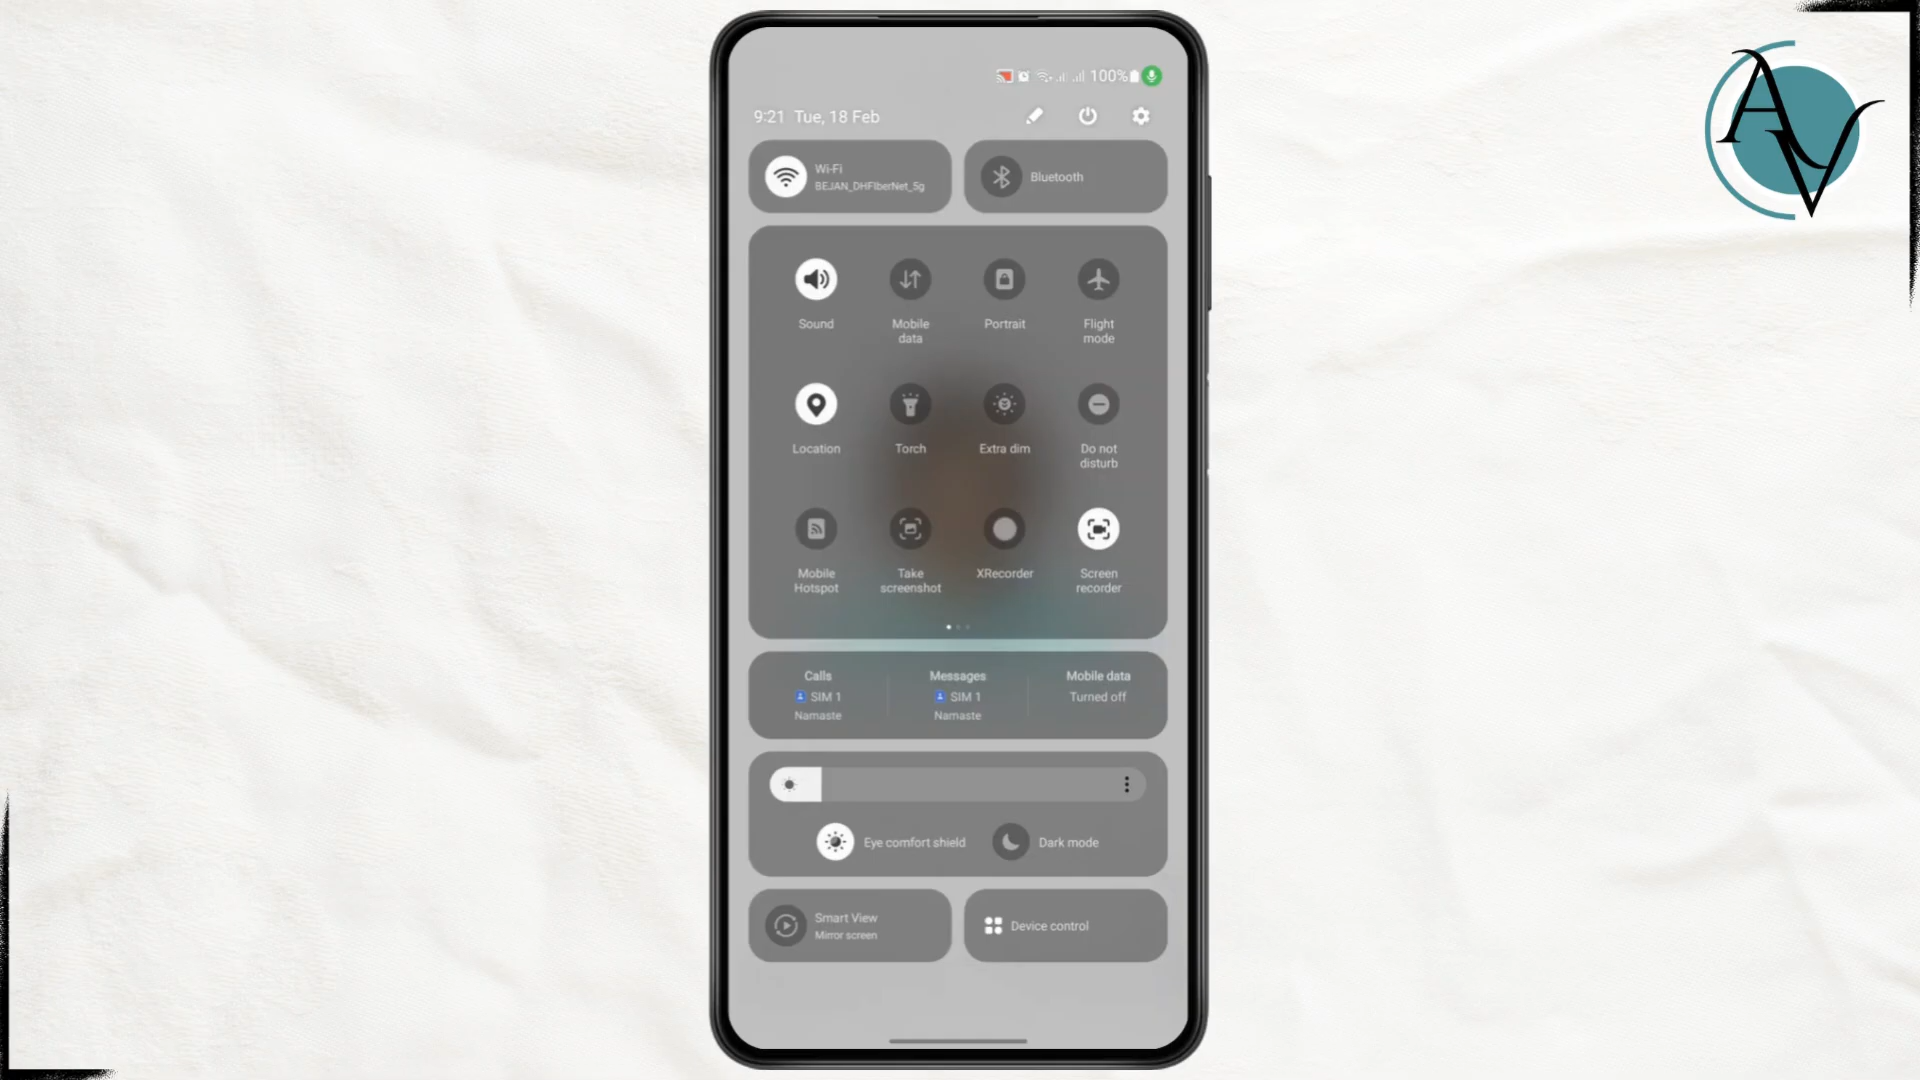 AV
100%
9:21 Tue, 18 Feb
Wi-Fi
BEJAN_DHFIberNet_5g
Bluetooth
Sound
Mobile
data
Portrait
Flight
mode
Location
Torch
Extra dim
Do not
disturb
Mobile
Hotspot
Take
screenshot
XRecorder
Screen
recorder
Calls
SIM 1
Namaste
Messages
SIM 1
Namaste
Mobile data
Turned off
Eye comfort shield
Dark mode
Smart View
Mirror screen
Device control